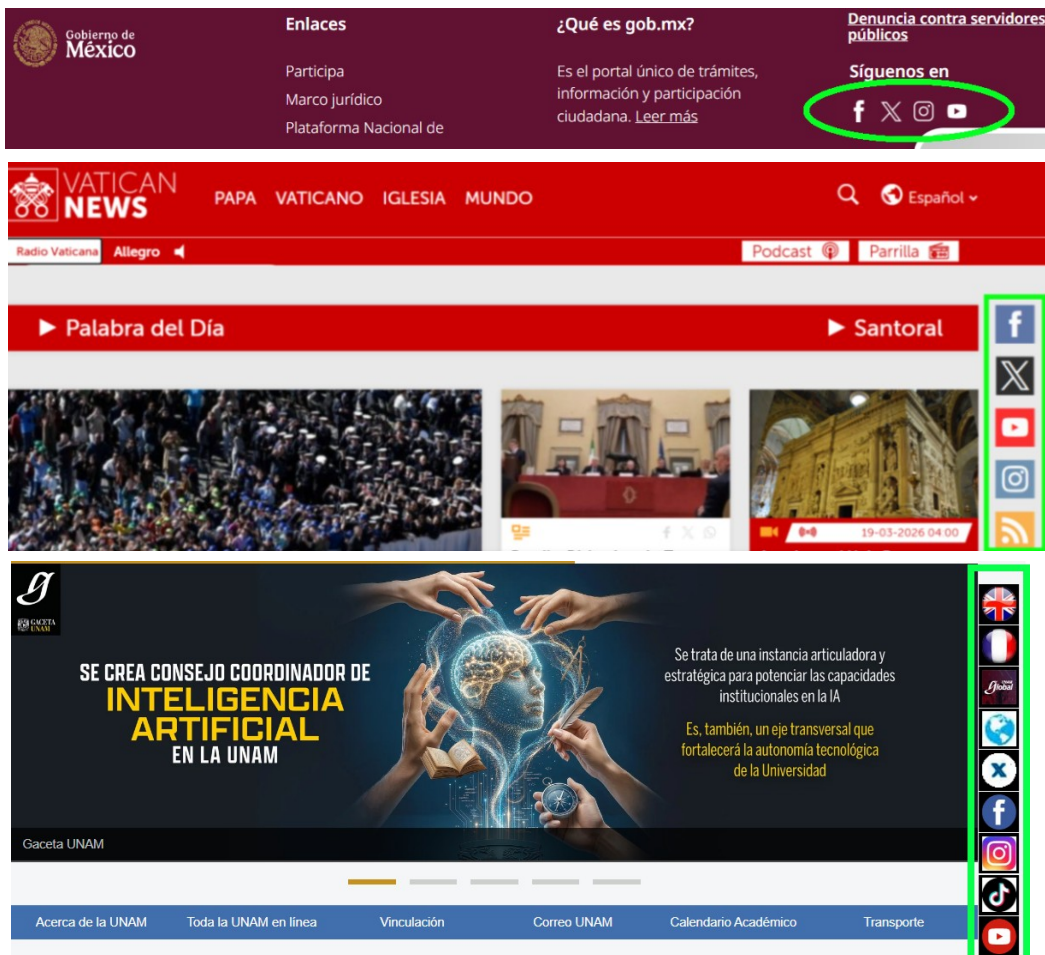 Gobierno de
México
Enlaces
Participa
Marco jurídico
Plataforma Nacional de
¿Qué es gob.mx?
Es el portal único de trámites,
información y participación
ciudadana. Leer más
Denuncia contra servidores
públicos
Síguenos en
VATICAN
NEWS
PAPA VATICANO IGLESIA MUNDO
Español
Radio Vaticana Allegro
Podcast Parrilla
Palabra del Día
Santoral
19-03-2026 04:00
GACETA
UNAM
SE CREA CONSEJO COORDINADOR DE
INTELIGENCIA
ARTIFICIAL
EN LA UNAM
Se trata de una instancia articuladora y
estratégica para potenciar las capacidades
institucionales en la IA
Es, también, un eje transversal que
fortalecerá la autonomía tecnológica
de la Universidad
Global
Gaceta UNAM
Acerca de la UNAM Toda la UNAM en línea Vinculación Correo UNAM Calendario Académico Transporte